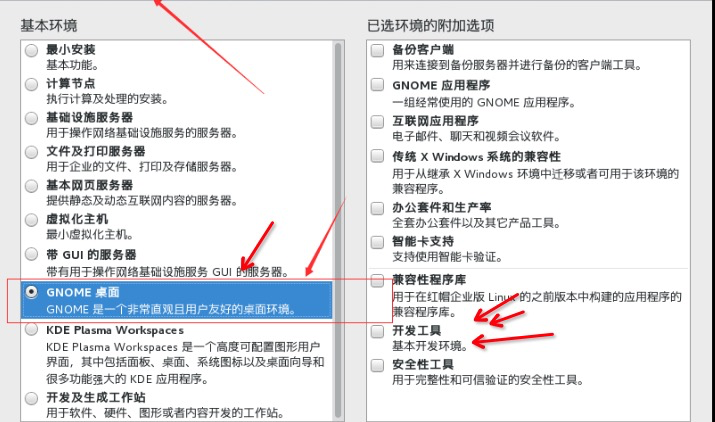 基本环境
最小安装
基本功能。
计算节点
执行计算及处理的安装。
基础设施服务器
用于操作网络基础设施服务的服务器。
文件及打印服务器
用于企业的文件、打印及存储服务器。
基本网页服务器
提供静态及动态互联网内容的服务器。
虚拟化主机
最小虚拟化主机。
带 GUI 的服务器
带有用于操作网络基础设施服务 GUI 的服务器。
GNOME 桌面
GNOME 是一个非常直观且用户友好的桌面环境。
KDE Plasma Workspaces
KDE Plasma Workspaces 是一个高度可配置图形用户
界面，其中包括面板、桌面、系统图标以及桌面向导和
很多功能强大的 KDE 应用程序。
开发及生成工作站
用于软件、硬件、图形或者内容开发的工作站。
已选环境的附加选项
备份客户端
用来连接到备份服务器并进行备份的客户端工具。
GNOME 应用程序
一组经常使用的 GNOME 应用程序。
互联网应用程序
电子邮件、聊天和视频会议软件。
传统 X Windows 系统的兼容性
用于从继承 X Windows 环境中迁移或者可用于该环境的
兼容程序。
办公套件和生产率
全套办公套件以及其它产品工具。
智能卡支持
支持使用智能卡验证。
兼容性程序库
用于在红帽企业版 Linux 的之前版本中构建的应用程序的
兼容程序库。
开发工具
基本开发环境。
安全性工具
用于完整性和可信验证的安全性工具。